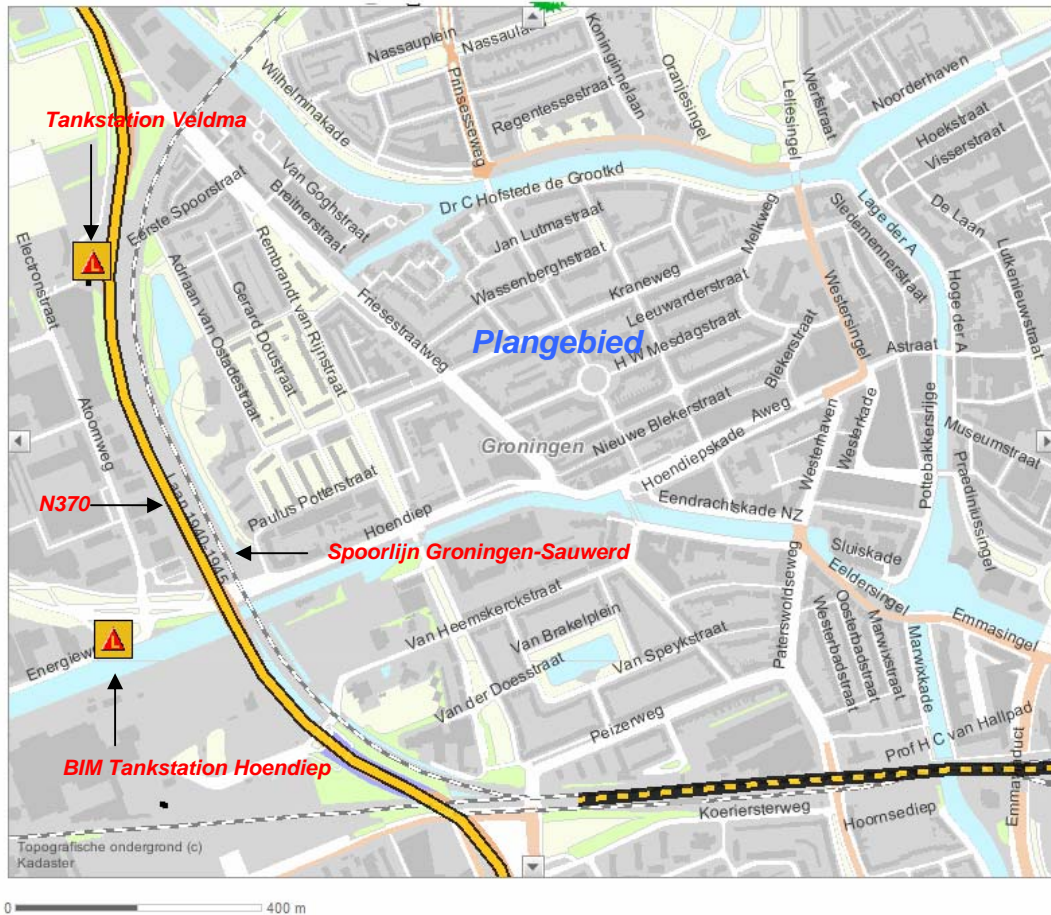 Nassauplein
Nassaulaan
Koninginnelaan
Oranjesingel
Leliesingel
Werfstraat
Noorderhaven
Wilhelminakade
Prinsesseweg
Regentessestraat
Hoekstraat
Visserstraat
Tankstation Veldma
Eerste Spoorstraat
Van Goghstraat
Breitnerstraat
Dr C Hofstede de Grootkd
Jan Lutmastraat
Melkweg
Stedemennerstraat
Lage der A
De Laan
Electronstraat
Adriaan van Ostadestraat
Rembrandt van Rijnstraat
Gerard Doustraat
Friesestraatweg
Wassenberghstraat
Kraneweg
Leeuwarderstraat
Westersingel
Hoge der A
Lutkenieuwstraat
Plangebied
H W Mesdagstraat
Blekerstraat
Astraat
Atoomweg
Groningen
Nieuwe Blekerstraat
Aweg
Westerhaven
Westerkade
Pottebakkersrijge
Museumstraat
Praediniussingel
N370
Laan 1940-1945
Paulus Potterstraat
Hoendiep
Hoendiepskade
Eendrachtskade NZ
Spoorlijn Groningen-Sauwerd
Sluiskade
Eeldersingel
Emmasingel
Van Heemskerckstraat
Van Brakelplein
Van Speykstraat
Van der Doesstraat
Paterswoldseweg
Westerbadstraat
Oosterbadstraat
Marwixstraat
Marwixkade
Peizerweg
BIM Tankstation Hoendiep
Prof H C van Hallpad
Emmaviaduct
Koeriersterweg
Hoornsediep
Topografische ondergrond (c)
Kadaster
0 400 m